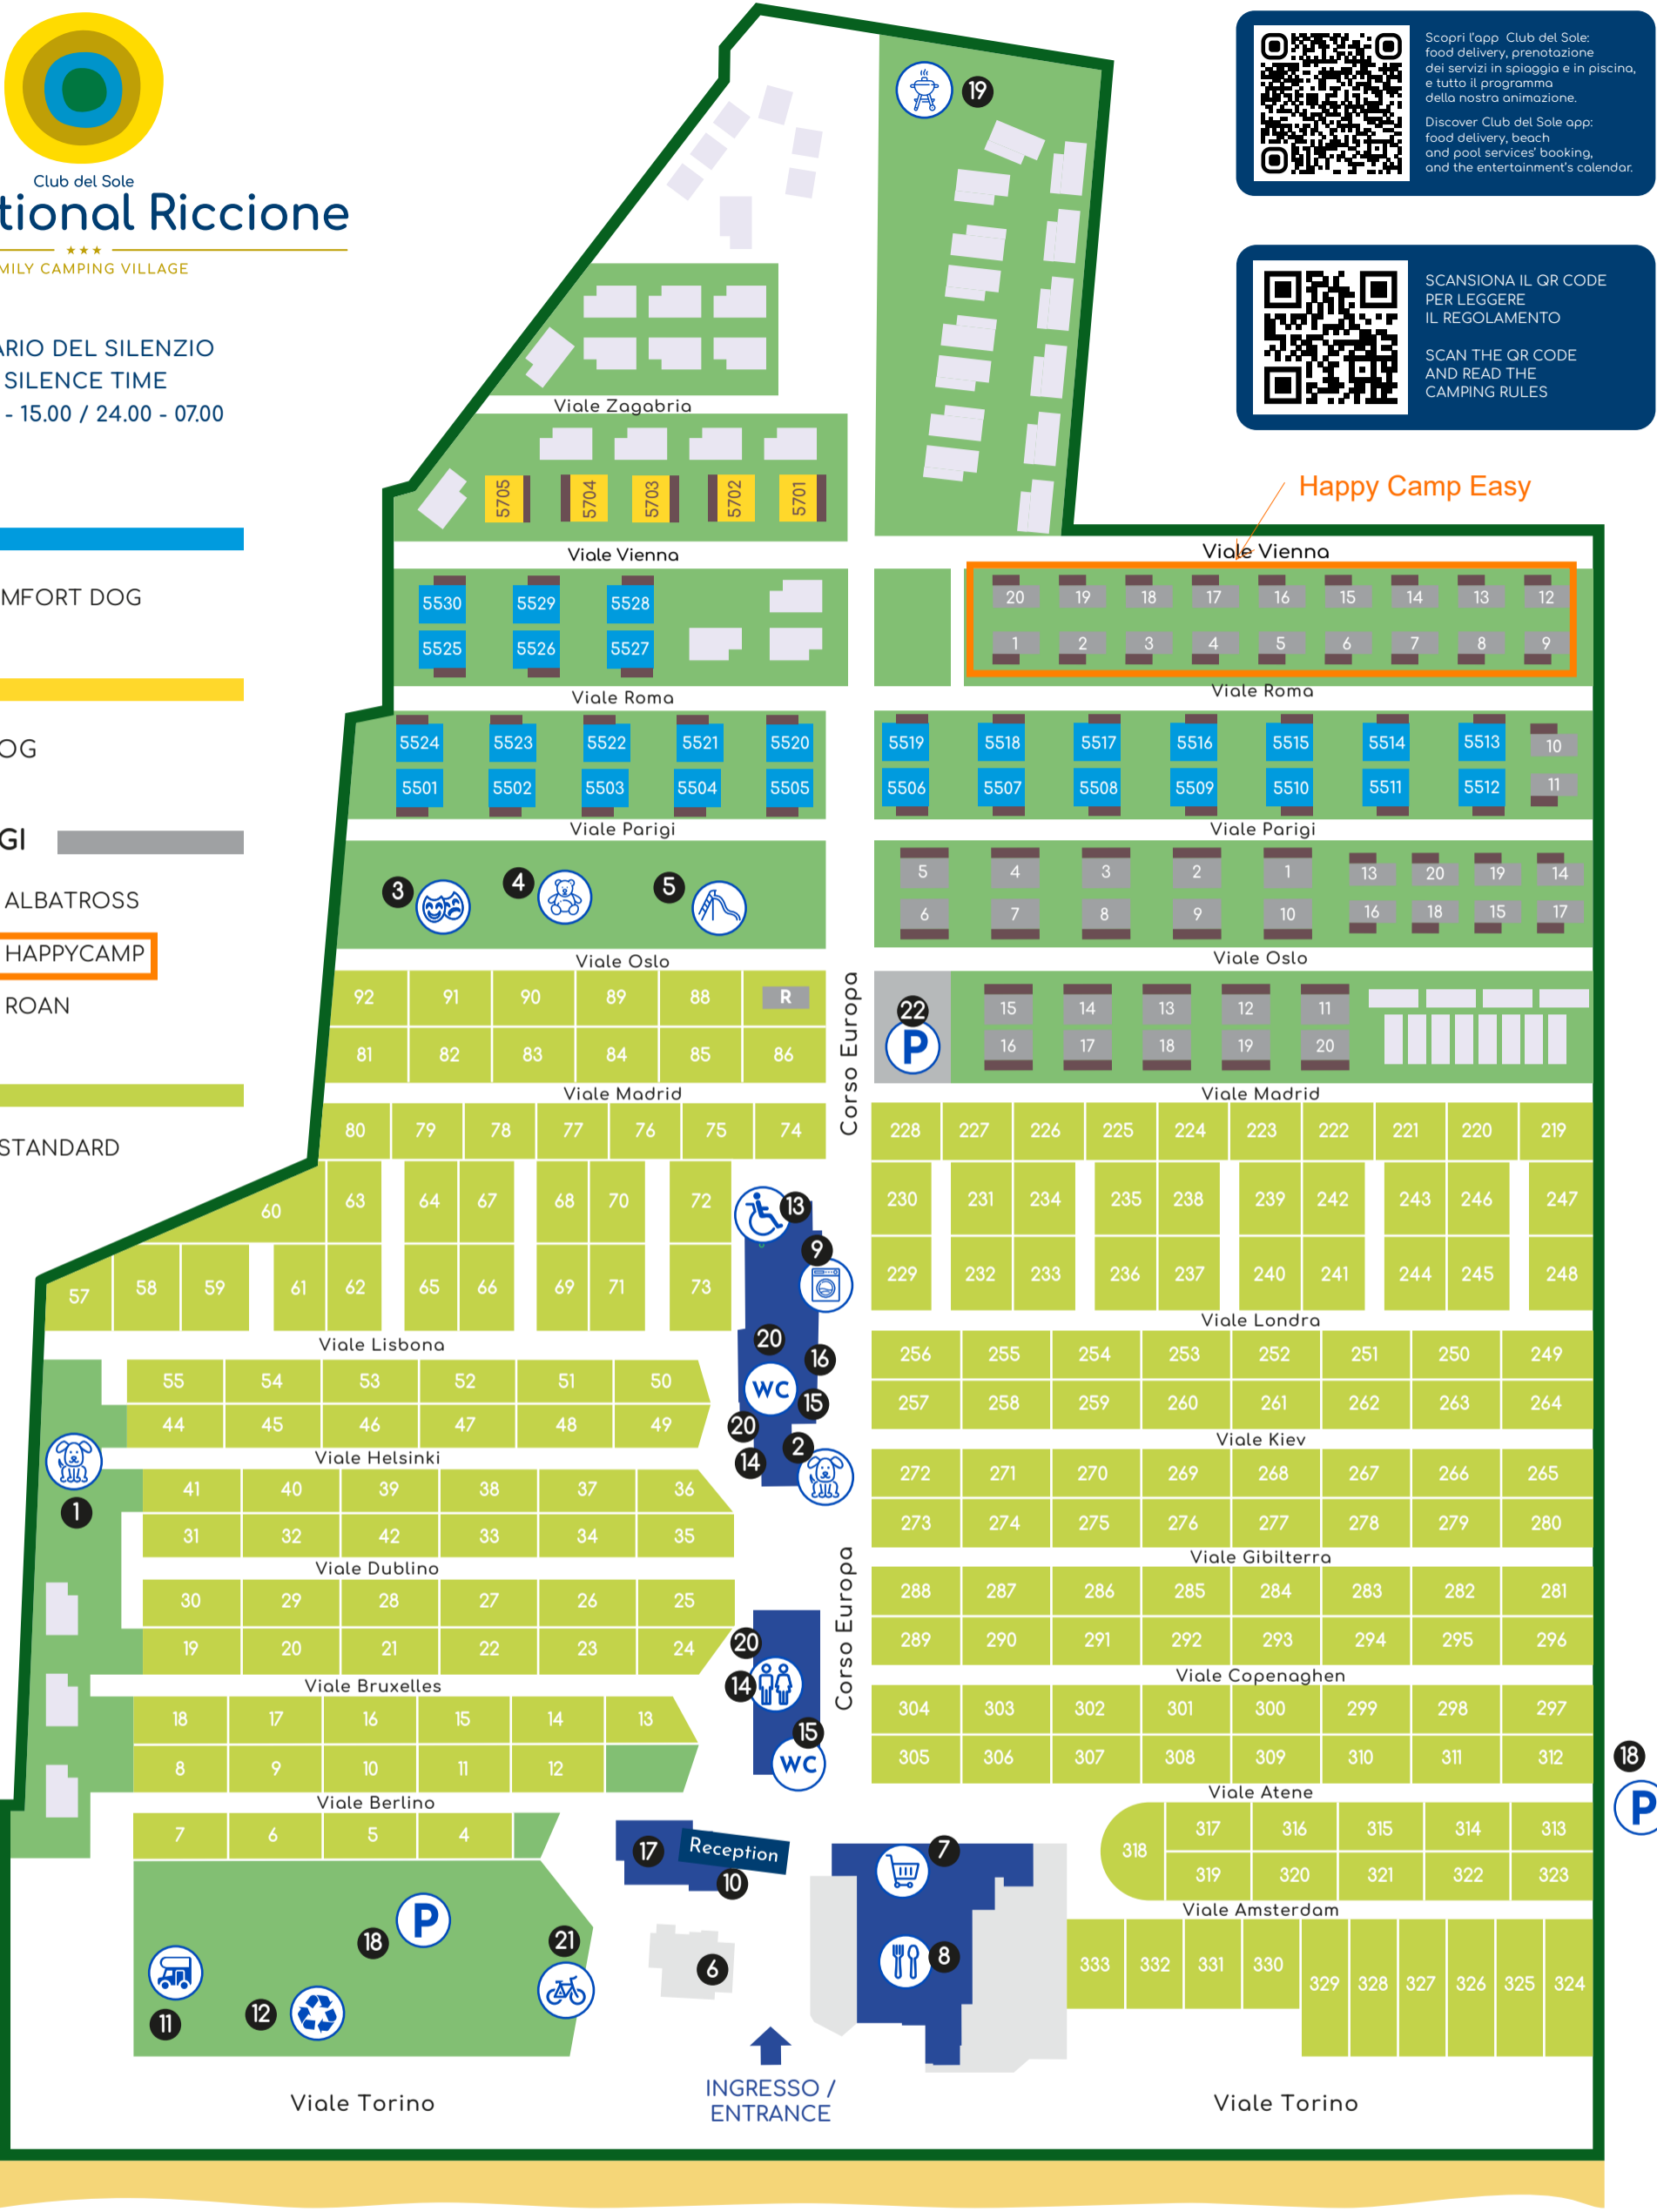 Club del Sole
tional Riccione
MILY CAMPING VILLAGE
ARIO DEL SILENZIO
SILENCE TIME
- 15.00 / 24.00 - 07.00
MFORT DOG
OG
GI
ALBATROSS
HAPPYCAMP
ROAN
STANDARD
Scopri l'app Club del Sole:
food delivery, prenotazione
dei servizi in spiaggia e in piscina,
e tutto il programma
della nostra animazione.
Discover Club del Sole app:
food delivery, beach
and pool services' booking,
and the entertainment's calendar.
SCANSIONA IL QR CODE
PER LEGGERE
IL REGOLAMENTO
SCAN THE QR CODE
AND READ THE
CAMPING RULES
Happy Camp Easy
19
Viale Zagabria
5705 5704 5703 5702 5701
Viale Vienna Viale Vienna
5530 5529 5528 20 19 18 17 16 15 14 13 12
5525 5526 5527 1 2 3 4 5 6 7 8 9
Viale Roma Viale Roma
5524 5523 5522 5521 5520 5519 5518 5517 5516 5515 5514 5513 10
5501 5502 5503 5504 5505 5506 5507 5508 5509 5510 5511 5512 11
Viale Parigi Viale Parigi
3 4 5 5 4 3 2 1 13 20 19 14
6 7 8 9 10 16 18 15 17
Viale Oslo Viale Oslo
92 91 90 89 88 R 22 15 14 13 12 11
81 82 83 84 85 86 P 16 17 18 19 20
Corso Europa
Viale Madrid Viale Madrid
80 79 78 77 76 75 74 228 227 226 225 224 223 222 221 220 219
60 63 64 67 68 70 72 13 230 231 234 235 238 239 242 243 246 247
57 58 59 61 62 65 66 69 71 73 9 229 232 233 236 237 240 241 244 245 248
Viale Lisbona Viale Londra
55 54 53 52 51 50 20 16 256 255 254 253 252 251 250 249
44 45 46 47 48 49 WC 15 257 258 259 260 261 262 263 264
20 14 2
Viale Helsinki Viale Kiev
1 41 40 39 38 37 36 272 271 270 269 268 267 266 265
31 32 42 33 34 35 273 274 275 276 277 278 279 280
Viale Dublino Viale Gibilterra
Corso Europa
30 29 28 27 26 25 288 287 286 285 284 283 282 281
19 20 21 22 23 24 20 289 290 291 292 293 294 295 296
Viale Bruxelles 14 Viale Copenaghen
18 17 16 15 14 13 15 304 303 302 301 300 299 298 297
8 9 10 11 12 WC 305 306 307 308 309 310 311 312 18
P
Viale Berlino Viale Atene
7 6 5 4 17 Reception 7 318 317 316 315 314 313
10 319 320 321 322 323
Viale Amsterdam
18 P 21 6 8 333 332 331 330 329 328 327 326 325 324
11 12
INGRESSO /
ENTRANCE
Viale Torino Viale Torino